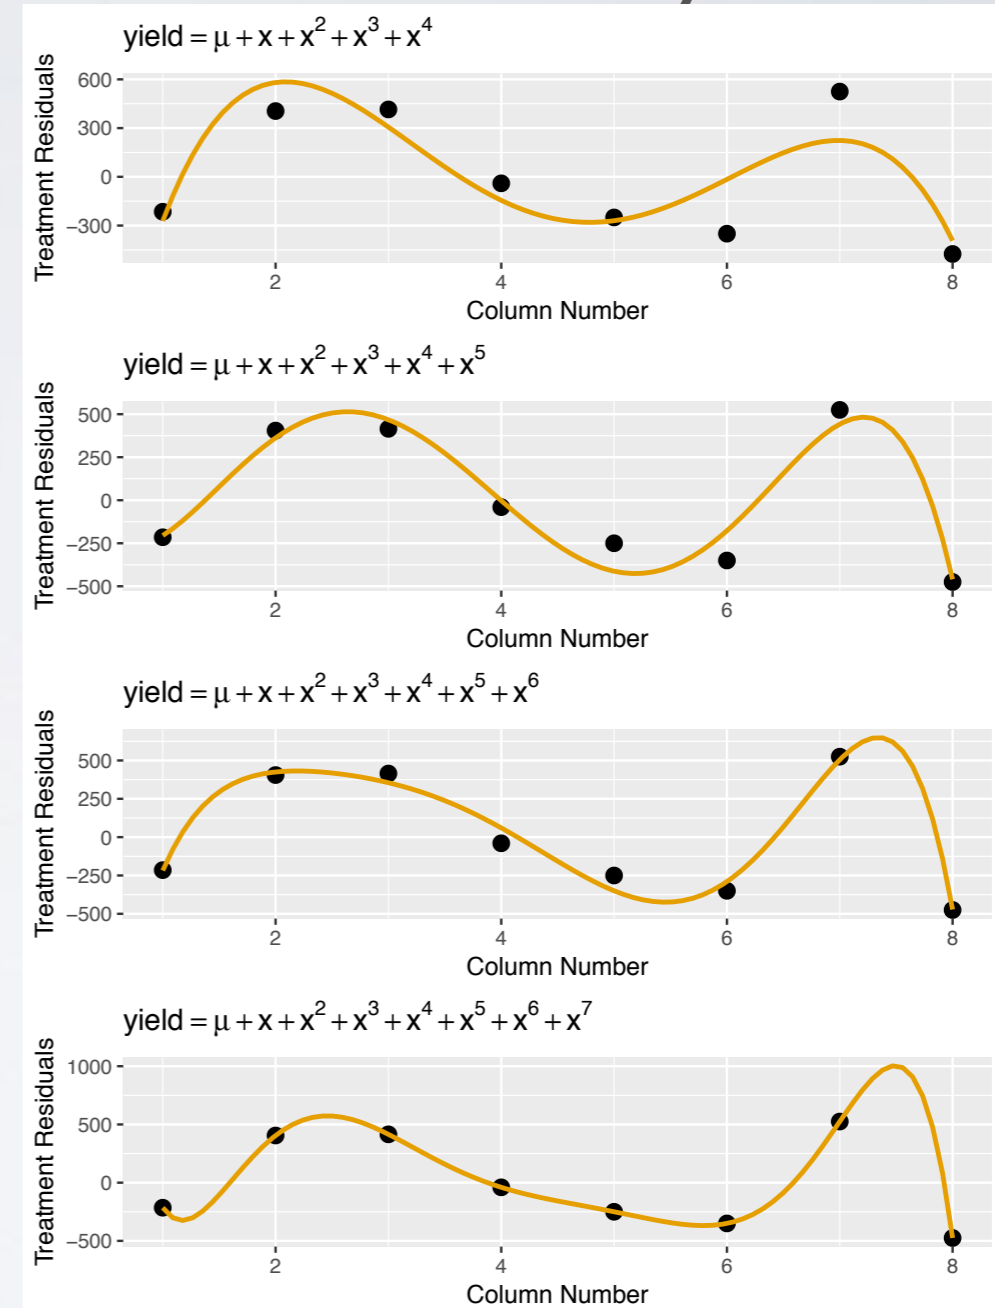 yield = μ + x + x² + x³ + x⁴
Treatment Residuals
600
300
0
−300
2 4 6 8
Column Number
yield = μ + x + x² + x³ + x⁴ + x⁵
Treatment Residuals
500
250
0
−250
−500
2 4 6 8
Column Number
yield = μ + x + x² + x³ + x⁴ + x⁵ + x⁶
Treatment Residuals
500
250
0
−250
−500
2 4 6 8
Column Number
yield = μ + x + x² + x³ + x⁴ + x⁵ + x⁶ + x⁷
Treatment Residuals
1000
500
0
−500
2 4 6 8
Column Number